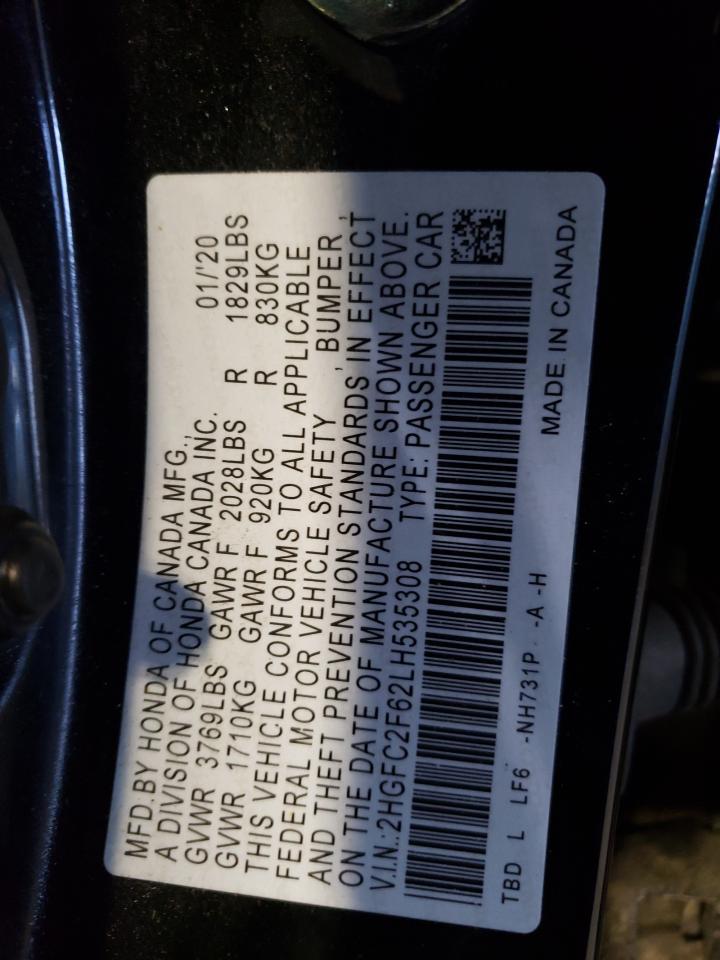 MFD.BY HONDA OF CANADA MFG.,
A DIVISION OF HONDA CANADA INC. 01/'20
GVWR 3769LBS GAWR F 2028LBS R 1829LBS
GVWR 1710KG GAWR F 920KG R 830KG
THIS VEHICLE CONFORMS TO ALL APPLICABLE
FEDERAL MOTOR VEHICLE SAFETY , BUMPER ,
AND THEFT PREVENTION STANDARDS IN EFFECT
ON THE DATE OF MANUFACTURE SHOWN ABOVE.
V.I.N.:2HGFC2F62LH535308 TYPE: PASSENGER CAR
TBD L LF6 -NH731P -A -H MADE IN CANADA